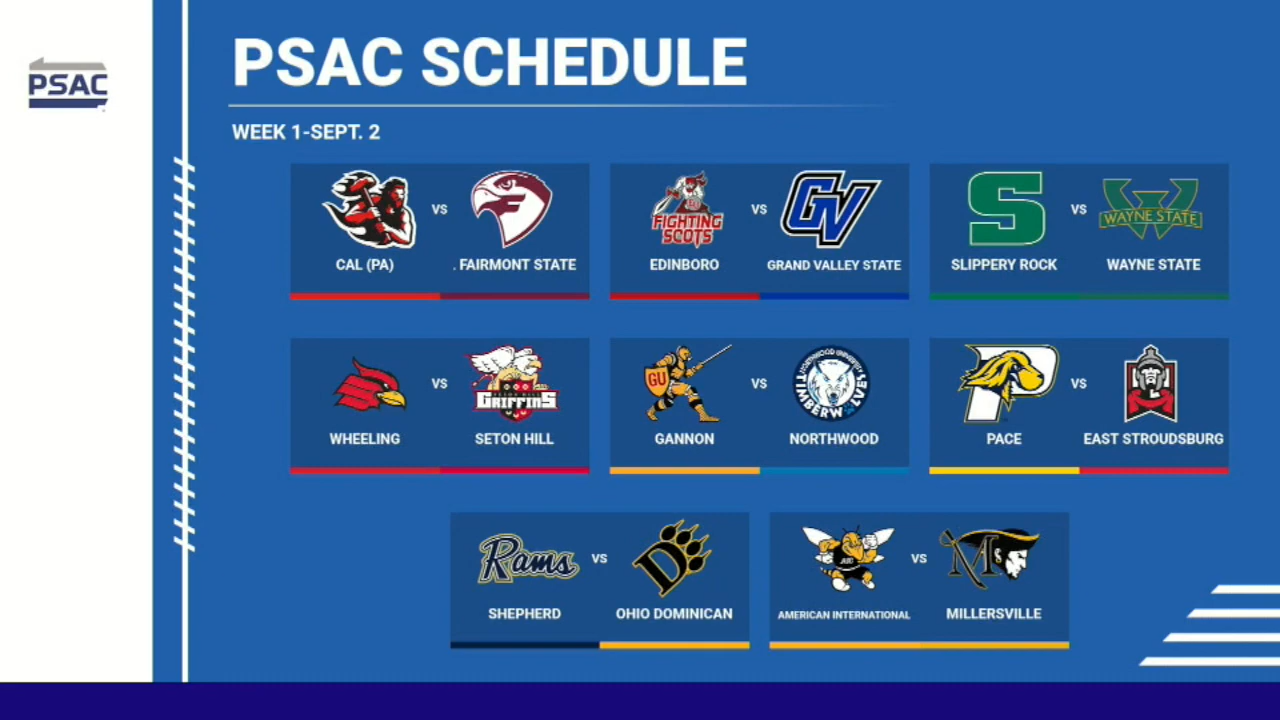 PSAC
PSAC SCHEDULE
WEEK 1-SEPT. 2
VS
CAL (PA)
. FAIRMONT STATE
FIGHTING
SCOTS
VS
GV
EDINBORO
GRAND VALLEY STATE
S
VS
WAYNE STATE
SLIPPERY ROCK
WAYNE STATE
VS
GRIFFINS
WHEELING
SETON HILL
GU
VS
NORTHWOOD UNIVERSITY
TIMBERWOLVES
GANNON
NORTHWOOD
P
VS
PACE
EAST STROUDSBURG
Rams
VS
D
SHEPHERD
OHIO DOMINICAN
VS
M
AMERICAN INTERNATIONAL
MILLERSVILLE